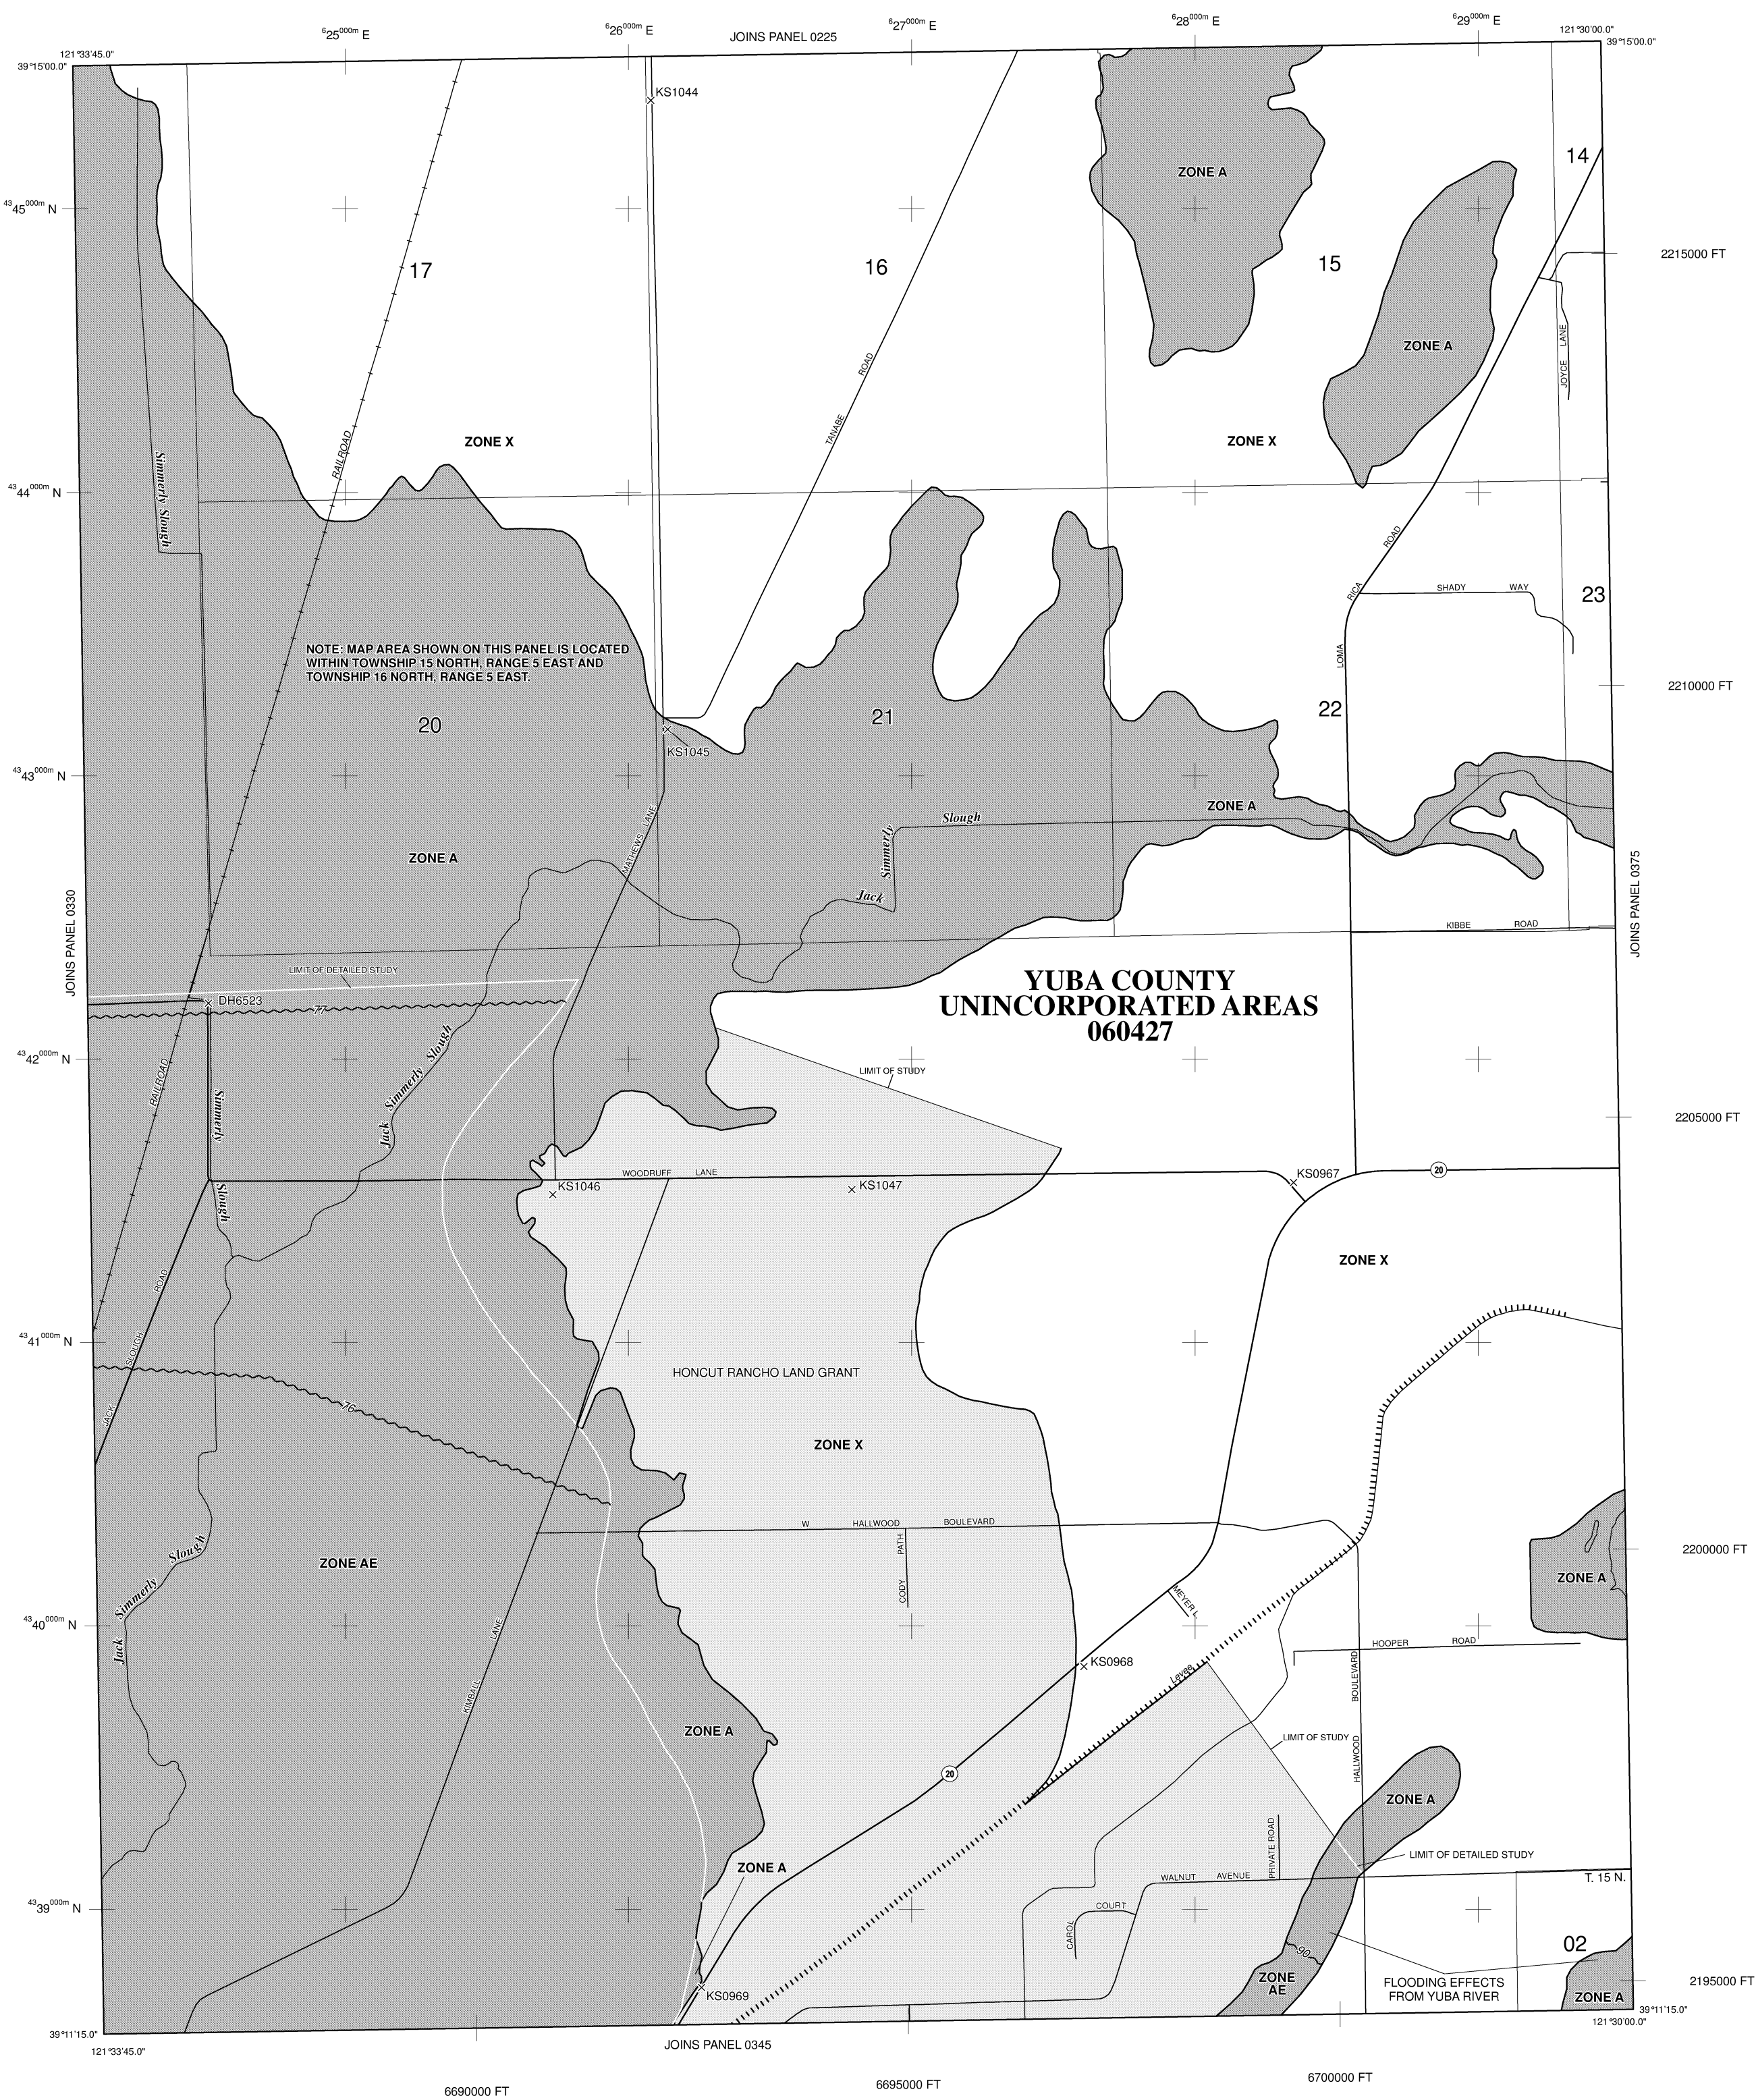 ⁶25⁰⁰⁰ᵐ E
⁶26⁰⁰⁰ᵐ E
JOINS PANEL 0225
⁶27⁰⁰⁰ᵐ E
⁶28⁰⁰⁰ᵐ E
⁶29⁰⁰⁰ᵐ E
121°33'45.0"
121°30'00.0"
39°15'00.0"
39°15'00.0"
KS1044
14
ZONE A
⁴³45⁰⁰⁰ᵐ N
17
16
15
2215000 FT
ZONE A
JOYCE LANE
TANABE ROAD
RAILROAD
ZONE X
ZONE X
Simmerly Slough
⁴³44⁰⁰⁰ᵐ N
LOMA RICA ROAD
SHADY WAY
23
NOTE: MAP AREA SHOWN ON THIS PANEL IS LOCATED
WITHIN TOWNSHIP 15 NORTH, RANGE 5 EAST AND
TOWNSHIP 16 NORTH, RANGE 5 EAST.
2210000 FT
20
21
22
KS1045
⁴³43⁰⁰⁰ᵐ N
ZONE A
MATHEWS LANE
Jack Simmerly Slough
ZONE A
JOINS PANEL 0330
JOINS PANEL 0375
KIBBE ROAD
LIMIT OF DETAILED STUDY
YUBA COUNTY
UNINCORPORATED AREAS
060427
DH6523
77
⁴³42⁰⁰⁰ᵐ N
RAILROAD
Simmerly Slough
Jack Simmerly Slough
LIMIT OF STUDY
2205000 FT
WOODRUFF LANE
KS1046
KS1047
KS0967
20
ZONE X
JACK SLOUGH ROAD
⁴³41⁰⁰⁰ᵐ N
HONCUT RANCHO LAND GRANT
76
ZONE X
W HALLWOOD BOULEVARD
CODY PATH
2200000 FT
ZONE AE
ZONE A
Jack Simmerly Slough
MEYER L
⁴³40⁰⁰⁰ᵐ N
KIMBALL LANE
HOOPER ROAD
KS0968
Levee
HALLWOOD BOULEVARD
ZONE A
LIMIT OF STUDY
20
ZONE A
PRIVATE ROAD
LIMIT OF DETAILED STUDY
ZONE A
WALNUT AVENUE
T. 15 N.
⁴³39⁰⁰⁰ᵐ N
CAROL COURT
02
90
ZONE
AE
FLOODING EFFECTS
FROM YUBA RIVER
2195000 FT
KS0969
ZONE A
39°11'15.0"
39°11'15.0"
121°33'45.0"
121°30'00.0"
JOINS PANEL 0345
6690000 FT
6695000 FT
6700000 FT